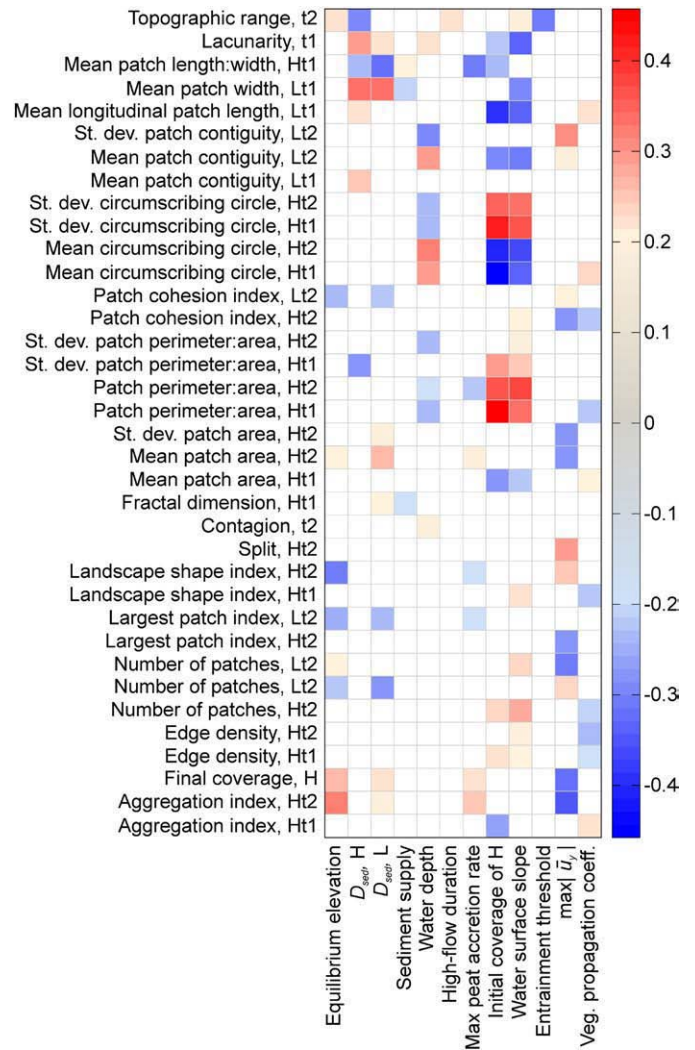 Topographic range, t2
Lacunarity, t1
Mean patch length:width, Ht1
Mean patch width, Lt1
Mean longitudinal patch length, Lt1
St. dev. patch contiguity, Lt2
Mean patch contiguity, Lt2
Mean patch contiguity, Lt1
St. dev. circumscribing circle, Ht2
St. dev. circumscribing circle, Ht1
Mean circumscribing circle, Ht2
Mean circumscribing circle, Ht1
Patch cohesion index, Lt2
Patch cohesion index, Ht2
St. dev. patch perimeter:area, Ht2
St. dev. patch perimeter:area, Ht1
Patch perimeter:area, Ht2
Patch perimeter:area, Ht1
St. dev. patch area, Ht2
Mean patch area, Ht2
Mean patch area, Ht1
Fractal dimension, Ht1
Contagion, t2
Split, Ht2
Landscape shape index, Ht2
Landscape shape index, Ht1
Largest patch index, Lt2
Largest patch index, Ht2
Number of patches, Lt2
Number of patches, Lt2
Number of patches, Ht2
Edge density, Ht2
Edge density, Ht1
Final coverage, H
Aggregation index, Ht2
Aggregation index, Ht1
Equilibrium elevation
D_sed, H
D_sed, L
Sediment supply
Water depth
High-flow duration
Max peat accretion rate
Initial coverage of H
Water surface slope
Entrainment threshold
max| ū_y |
Veg. propagation coeff.
0.4
0.3
0.2
0.1
0
-0.1
-0.2
-0.3
-0.4